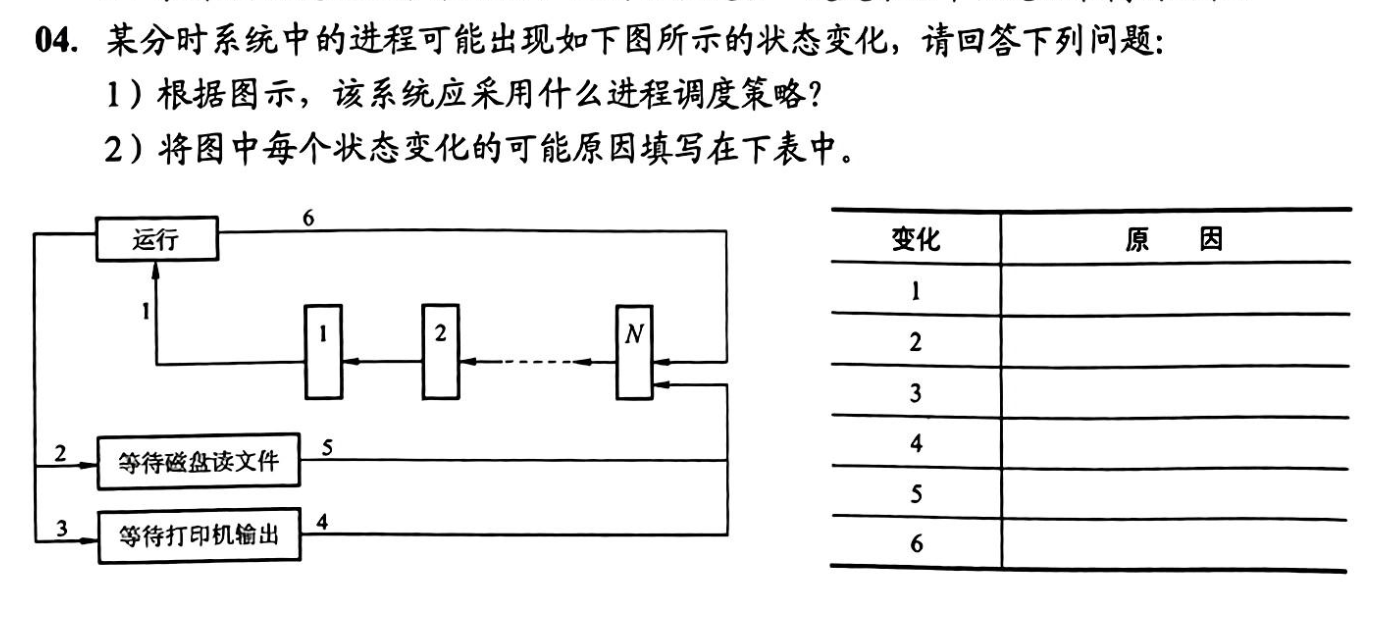 04. 某分时系统中的进程可能出现如下图所示的状态变化，请回答下列问题：
1）根据图示，该系统应采用什么进程调度策略？
2）将图中每个状态变化的可能原因填写在下表中。
6
运行
1
1
2
N
2
等待磁盘读文件
5
3
等待打印机输出
4
变化 原 因
1
2
3
4
5
6